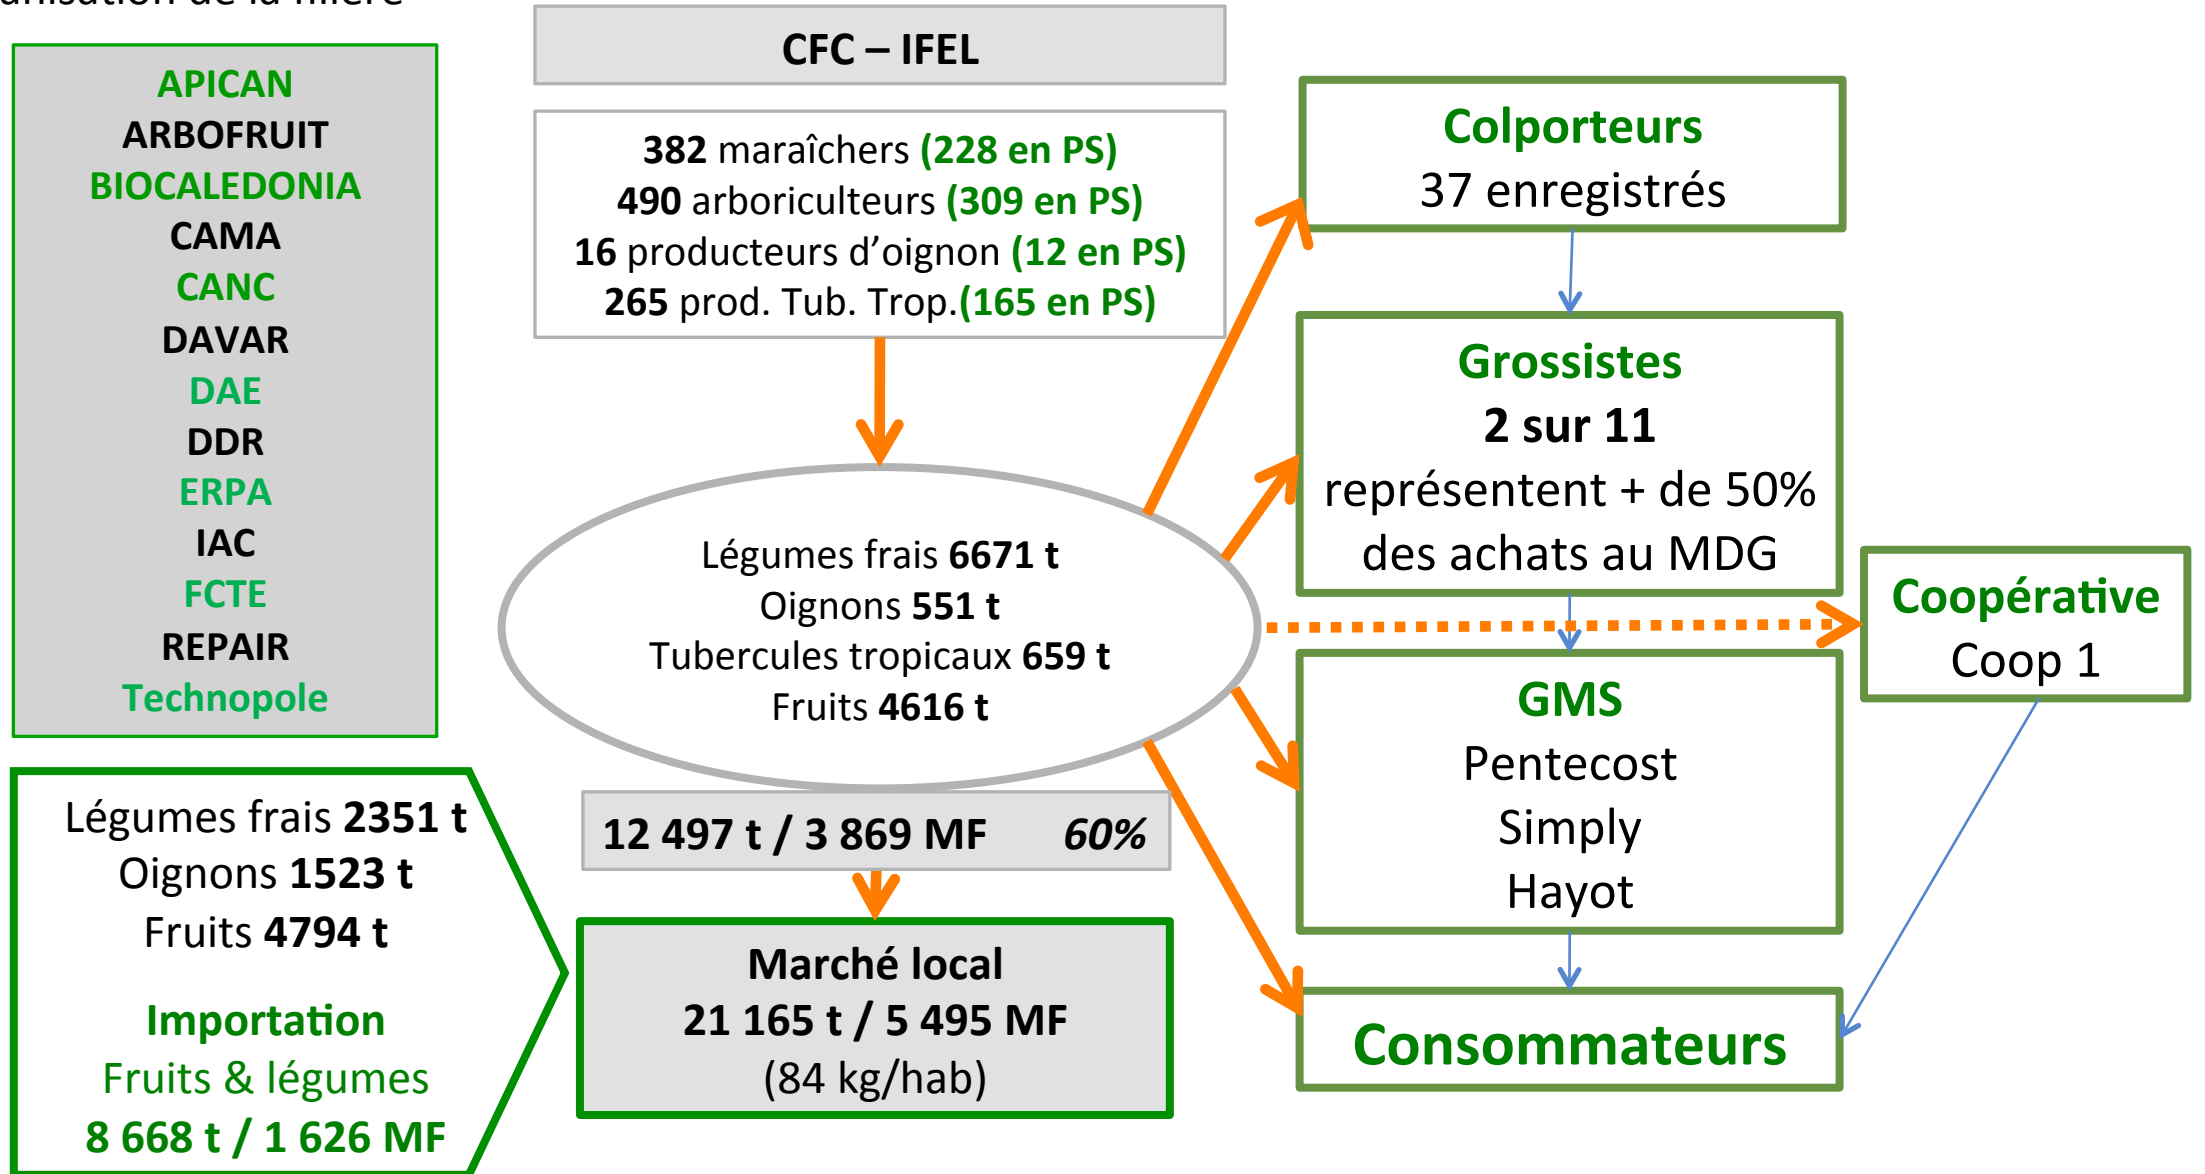 APICAN
ARBOFRUIT
BIOCALEDONIA
CAMA
CANC
DAVAR
DAE
DDR
ERPA
IAC
FCTE
REPAIR
Technopole
CFC – IFEL
382 maraîchers (228 en PS)
490 arboriculteurs (309 en PS)
16 producteurs d’oignon (12 en PS)
265 prod. Tub. Trop.(165 en PS)
Légumes frais 6671 t
Oignons 551 t
Tubercules tropicaux 659 t
Fruits 4616 t
12 497 t / 3 869 MF 60%
Légumes frais 2351 t
Oignons 1523 t
Fruits 4794 t
Importation
Fruits & légumes
8 668 t / 1 626 MF
Marché local
21 165 t / 5 495 MF
(84 kg/hab)
Colporteurs
37 enregistrés
Grossistes
2 sur 11
représentent + de 50%
des achats au MDG
Coopérative
Coop 1
GMS
Pentecost
Simply
Hayot
Consommateurs